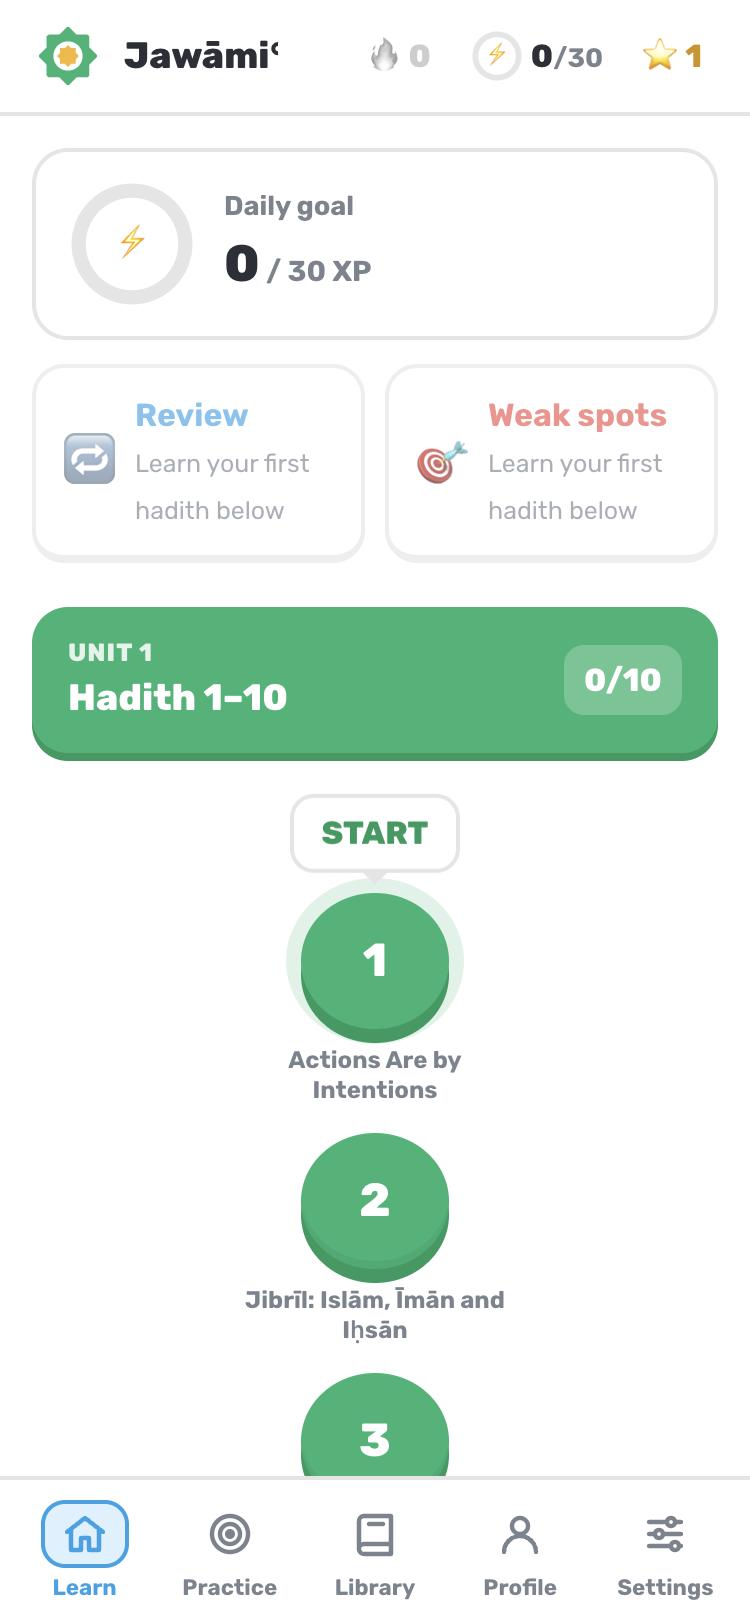 Jawāmiʿ
0
0/30
1
Daily goal
0 / 30 XP
Review
Learn your first
hadith below
Weak spots
Learn your first
hadith below
UNIT 1
Hadith 1–10
0/10
START
1
Actions Are by
Intentions
2
Jibrīl: Islām, Īmān and
Iḥsān
3
Learn
Practice
Library
Profile
Settings